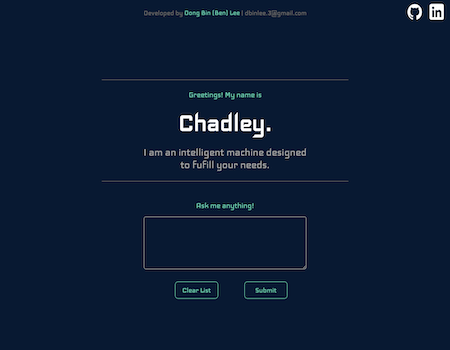 Developed by Dong Bin (Ben) Lee | dbinlee.3@gmail.com
Greetings! My name is
Chadley.
I am an intelligent machine designed
to fufill your needs.
Ask me anything!
Clear List
Submit